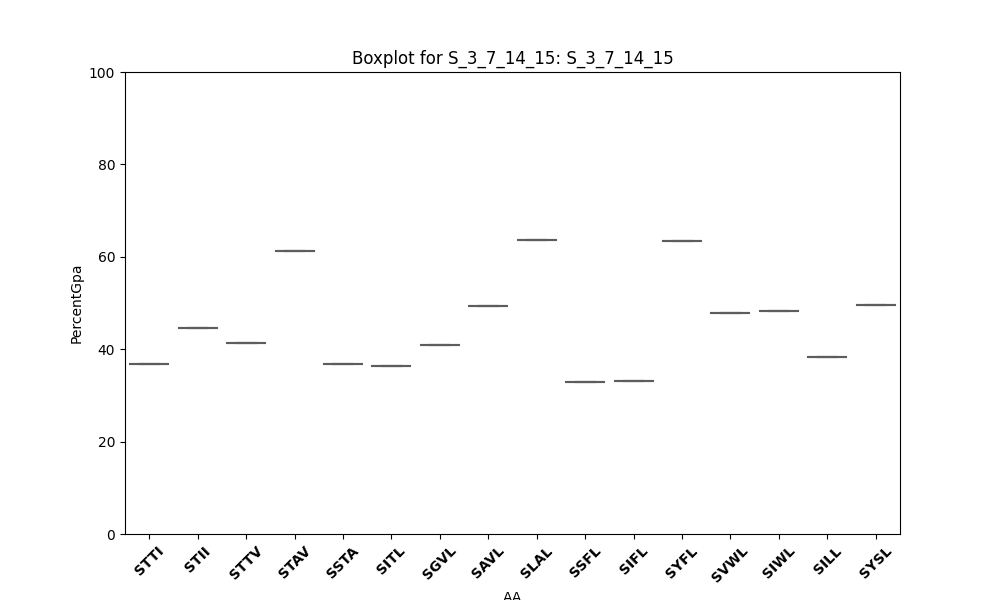 Boxplot for S_3_7_14_15: S_3_7_14_15
100
80
60
40
20
0
PercentGpa
STTI STII STTV STAV SSTA SITL SGVL SAVL SLAL SSFL SIFL SYFL SVWL SIWL SILL SYSL
AA